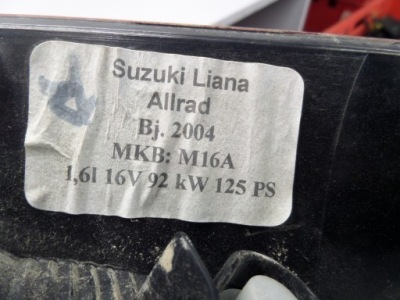 Suzuki Liana
Allrad
Bj. 2004
MKB: M16A
1,6l 16V 92 kW 125 PS